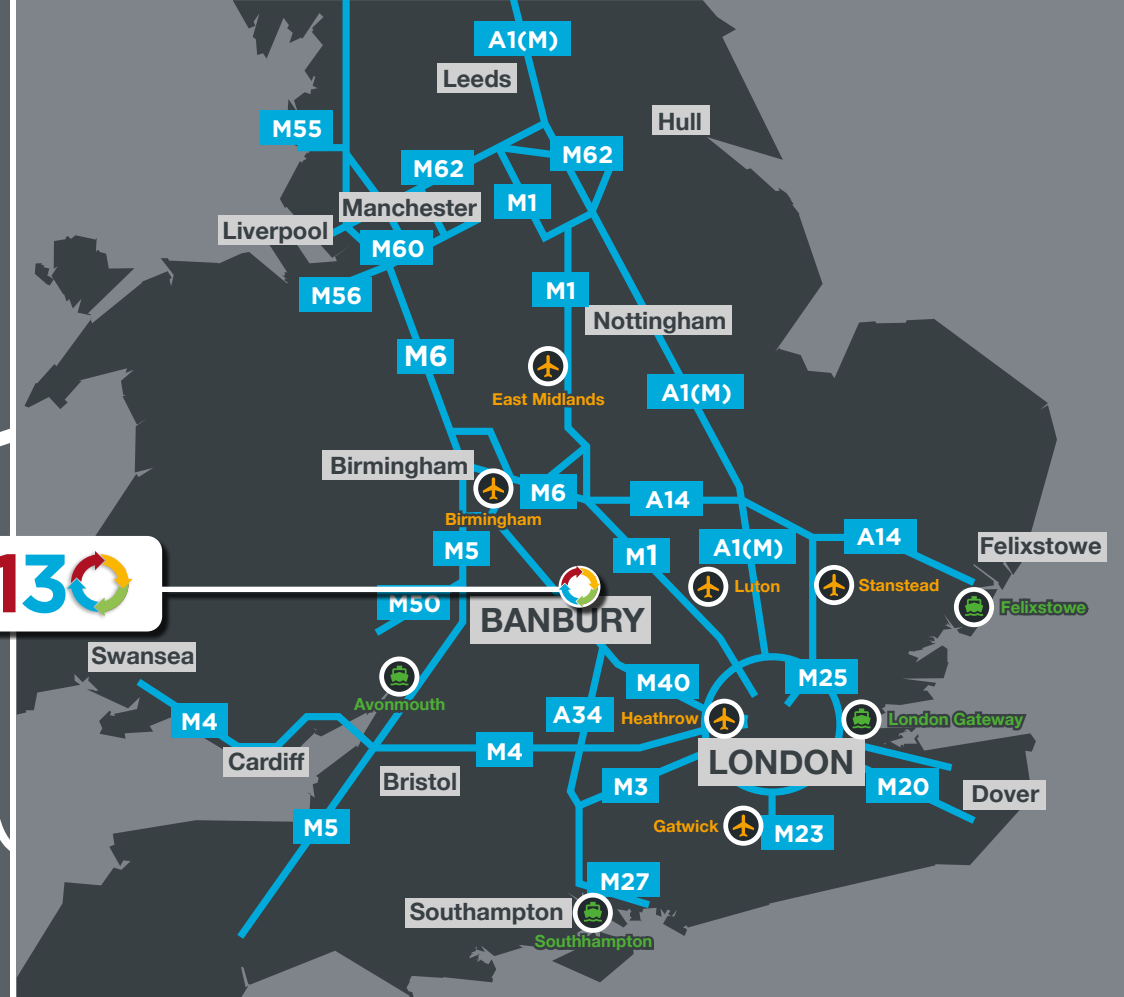 A1(M)
Leeds
Hull
M55
M62
M62
M1
Manchester
Liverpool
M60
M56
M1
Nottingham
M6
A1(M)
East Midlands
Birmingham
M6
A14
Birmingham
M5
M1
A1(M)
A14
Felixstowe
130
Luton
Stanstead
M50
BANBURY
Felixstowe
Swansea
M40
M25
Avonmouth
M4
A34
Heathrow
London Gateway
Cardiff
M4
LONDON
Bristol
M3
M20
Dover
M5
Gatwick
M23
M27
Southampton
Southhampton